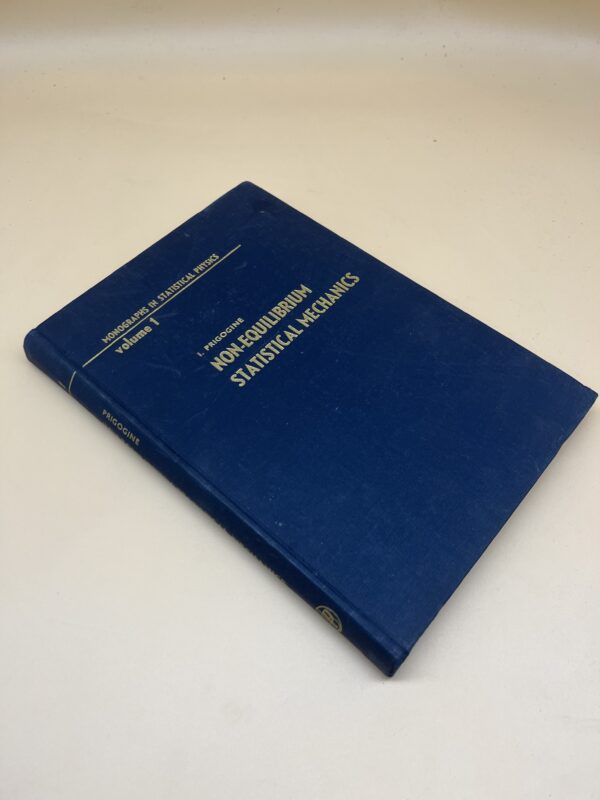 MONOGRAPHS IN STATISTICAL PHYSICS
volume 1
I. PRIGOGINE
NON-EQUILIBRIUM
STATISTICAL MECHANICS
PRIGOGINE